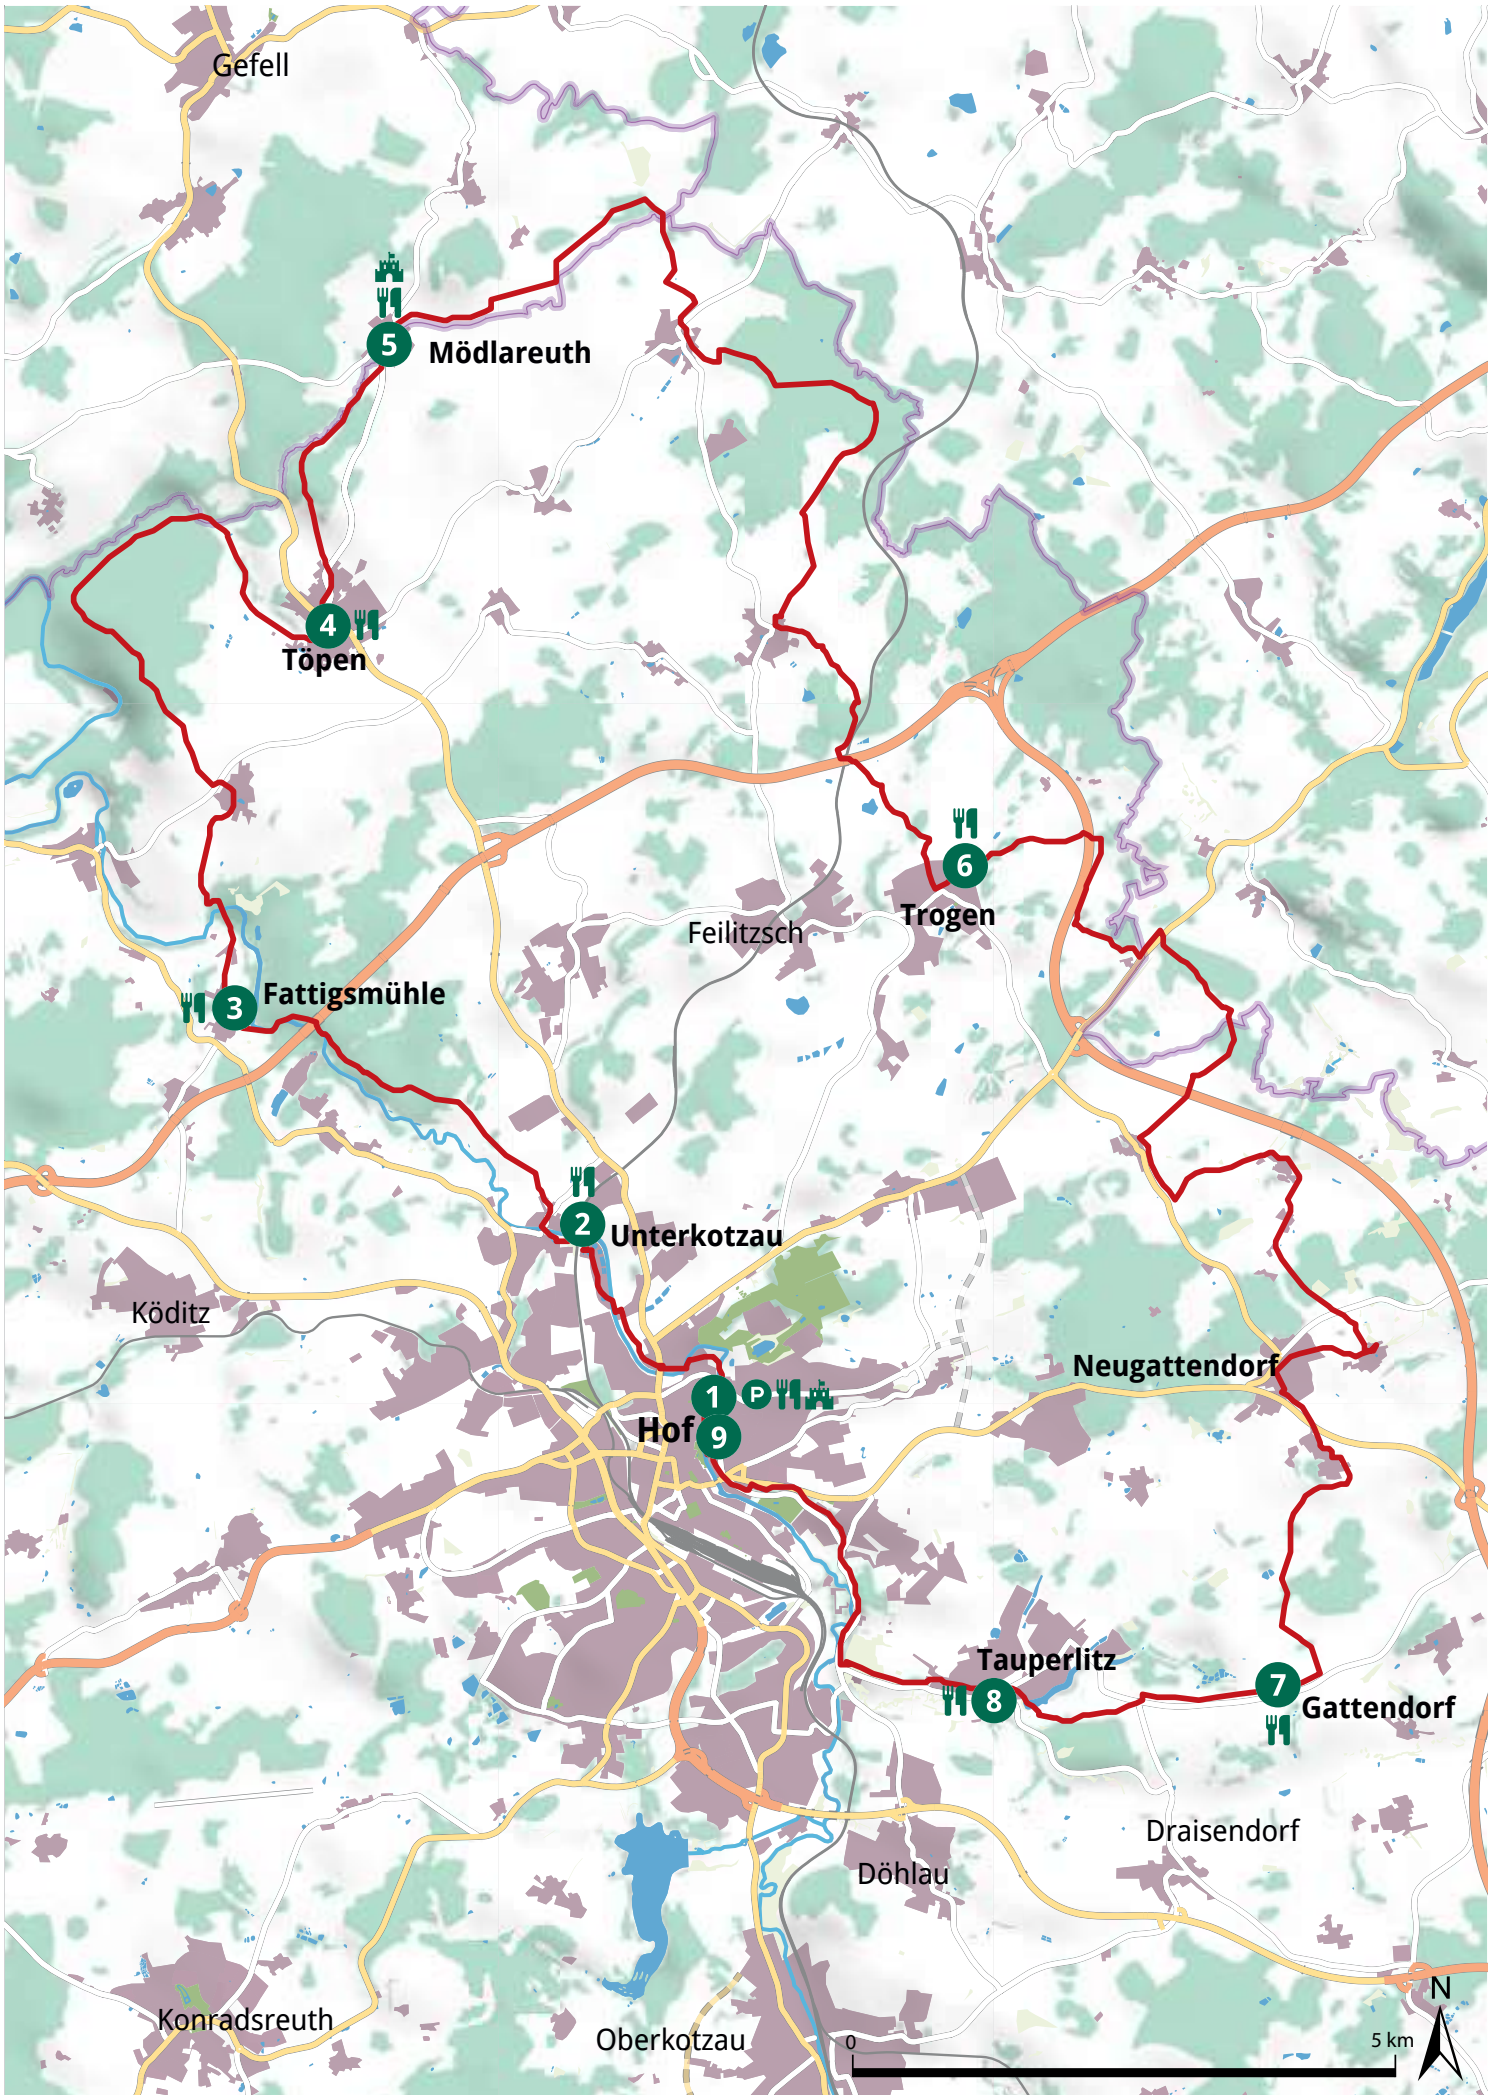 Gefell
5
Mödlareuth
4
Töpen
6
Trogen
Feilitzsch
3
Fattigsmühle
2
Unterkotzau
Köditz
Neugattendorf
1
P
Hof
9
Tauperlitz
8
7
Gattendorf
Draisendorf
Döhlau
Konradsreuth
Oberkotzau
N
0
5 km